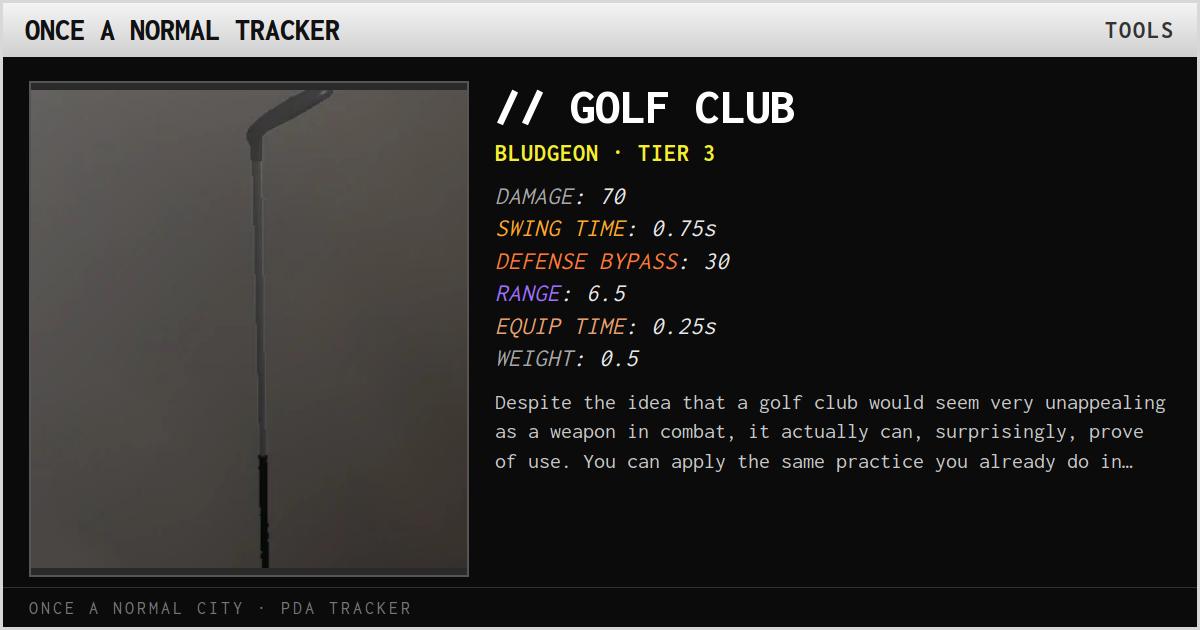 ONCE A NORMAL TRACKER
TOOLS
// GOLF CLUB
BLUDGEON · TIER 3
DAMAGE: 70
SWING TIME: 0.75s
DEFENSE BYPASS: 30
RANGE: 6.5
EQUIP TIME: 0.25s
WEIGHT: 0.5
Despite the idea that a golf club would seem very unappealing
as a weapon in combat, it actually can, surprisingly, prove
of use. You can apply the same practice you already do in…
ONCE A NORMAL CITY · PDA TRACKER